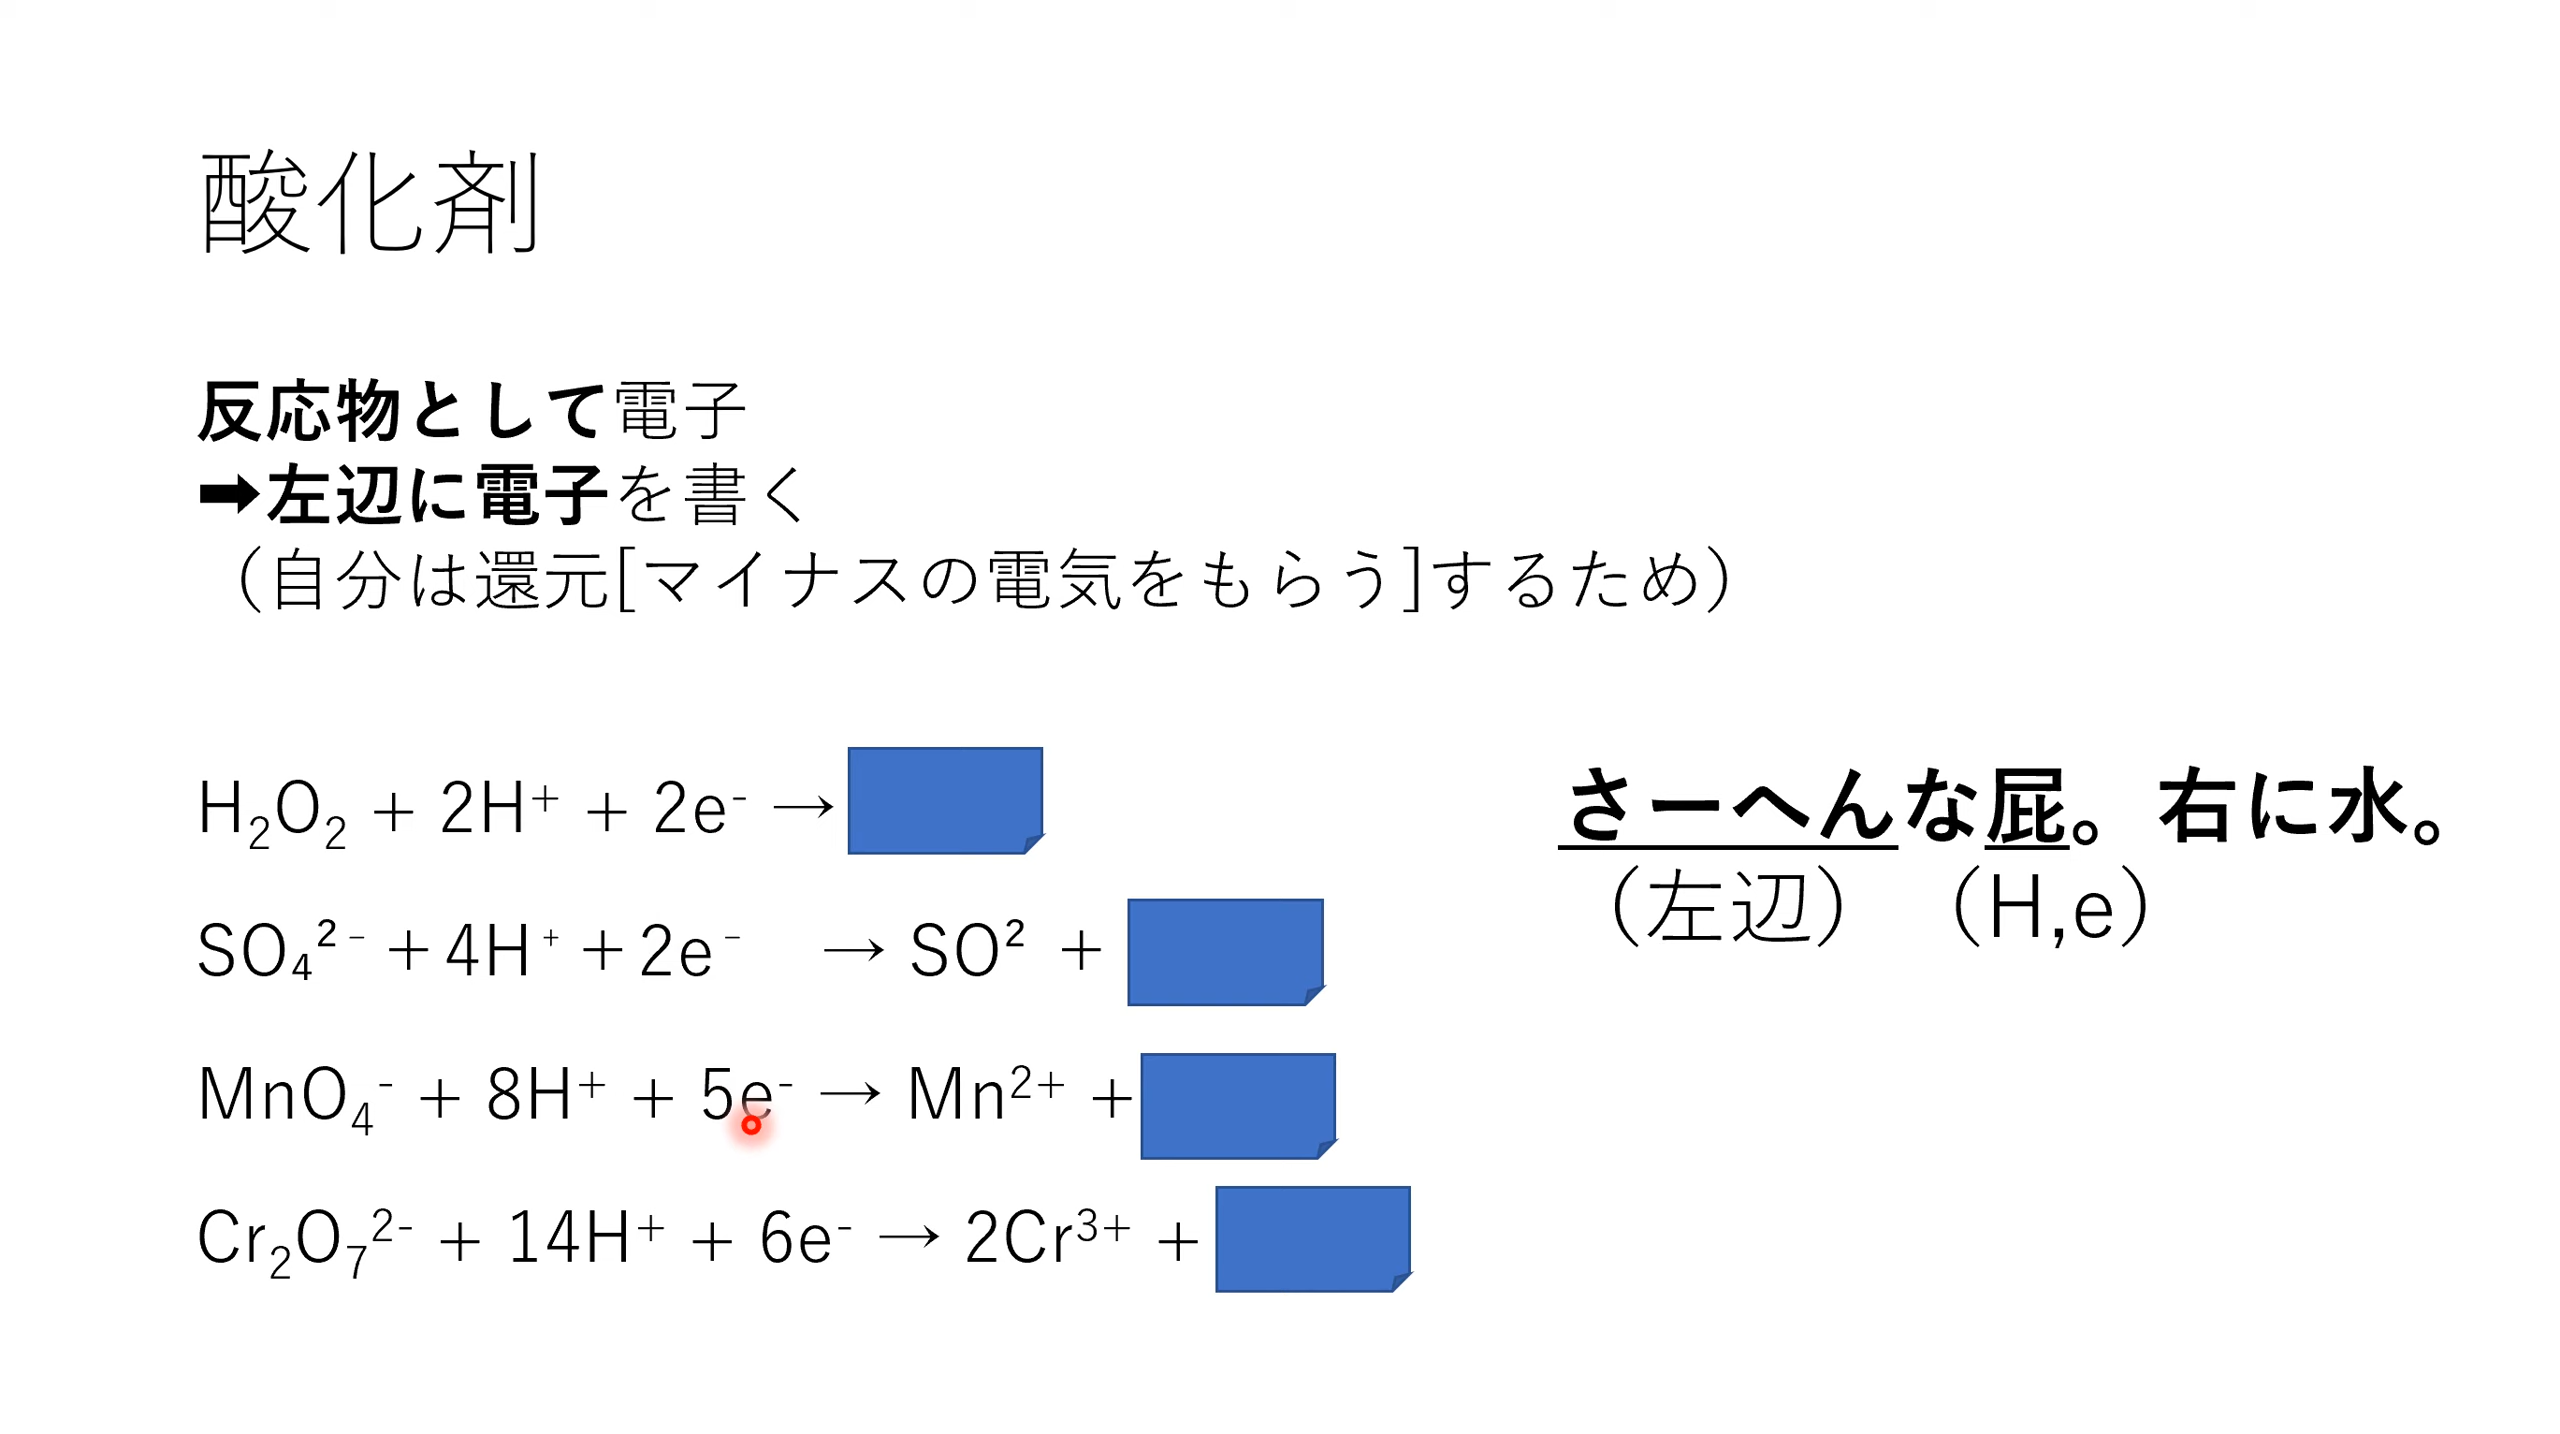 酸化剤
反応物として電子
➡左辺に電子を書く
（自分は還元[マイナスの電気をもらう]するため）
H₂O₂ + 2H⁺ + 2e⁻ →
SO₄²⁻ + 4H⁺ + 2e⁻ → SO² +
MnO₄⁻ + 8H⁺ + 5e⁻ → Mn²⁺ +
Cr₂O₇²⁻ + 14H⁺ + 6e⁻ → 2Cr³⁺ +
さーへんな屁。右に水。
（左辺） （H,e）